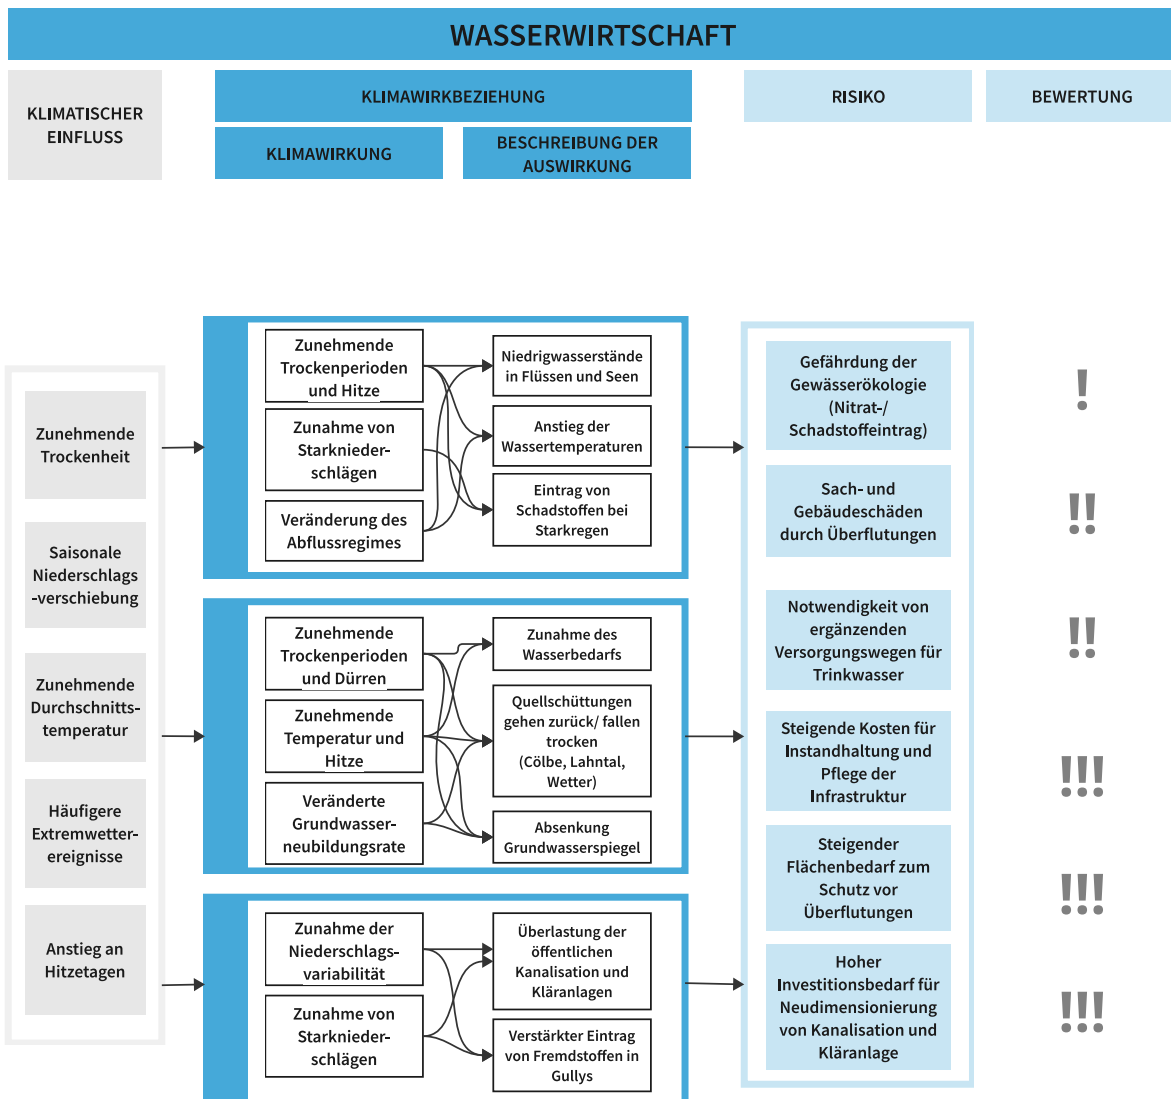 WASSERWIRTSCHAFT
KLIMATISCHER
EINFLUSS
KLIMAWIRKBEZIEHUNG
RISIKO
BEWERTUNG
KLIMAWIRKUNG
BESCHREIBUNG DER
AUSWIRKUNG
Zunehmende
Trockenheit
Saisonale
Niederschlags
-verschiebung
Zunehmende
Durchschnitts-
temperatur
Häufigere
Extremwetter-
ereignisse
Anstieg an
Hitzetagen
Zunehmende
Trockenperioden
und Hitze
Zunahme von
Starknieder-
schlägen
Veränderung des
Abflussregimes
Niedrigwasserstände
in Flüssen und Seen
Anstieg der
Wassertemperaturen
Eintrag von
Schadstoffen bei
Starkregen
Zunehmende
Trockenperioden
und Dürren
Zunehmende
Temperatur und
Hitze
Veränderte
Grundwasser-
neubildungsrate
Zunahme des
Wasserbedarfs
Quellschüttungen
gehen zurück/ fallen
trocken
(Cölbe, Lahntal,
Wetter)
Absenkung
Grundwasserspiegel
Zunahme der
Niederschlags-
variabilität
Zunahme von
Starknieder-
schlägen
Überlastung der
öffentlichen
Kanalisation und
Kläranlagen
Verstärkter Eintrag
von Fremdstoffen in
Gullys
Gefährdung der
Gewässerökologie
(Nitrat-/
Schadstoffeintrag)
!
Sach- und
Gebäudeschäden
durch Überflutungen
!!
Notwendigkeit von
ergänzenden
Versorgungswegen für
Trinkwasser
!!
Steigende Kosten für
Instandhaltung und
Pflege der
Infrastruktur
!!!
Steigender
Flächenbedarf zum
Schutz vor
Überflutungen
!!!
Hoher
Investitionsbedarf für
Neudimensionierung
von Kanalisation und
Kläranlage
!!!